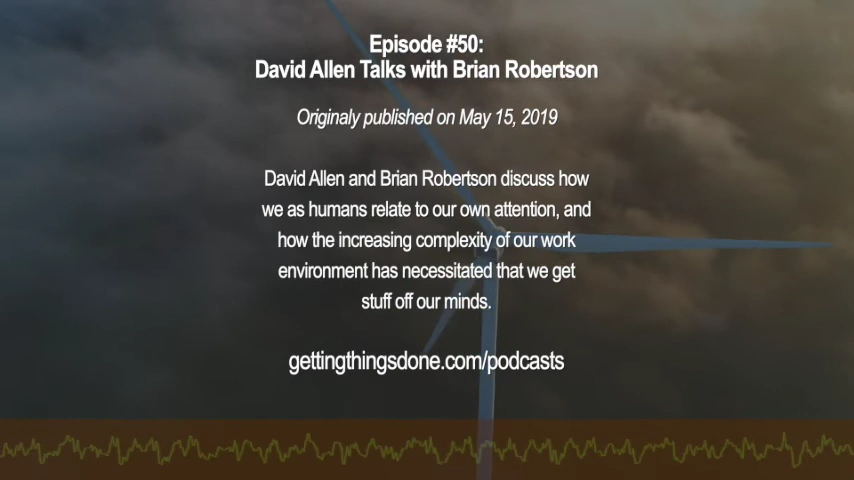 Episode #50:
David Allen Talks with Brian Robertson
Originaly published on May 15, 2019
David Allen and Brian Robertson discuss how
we as humans relate to our own attention, and
how the increasing complexity of our work
environment has necessitated that we get
stuff off our minds.
gettingthingsdone.com/podcasts